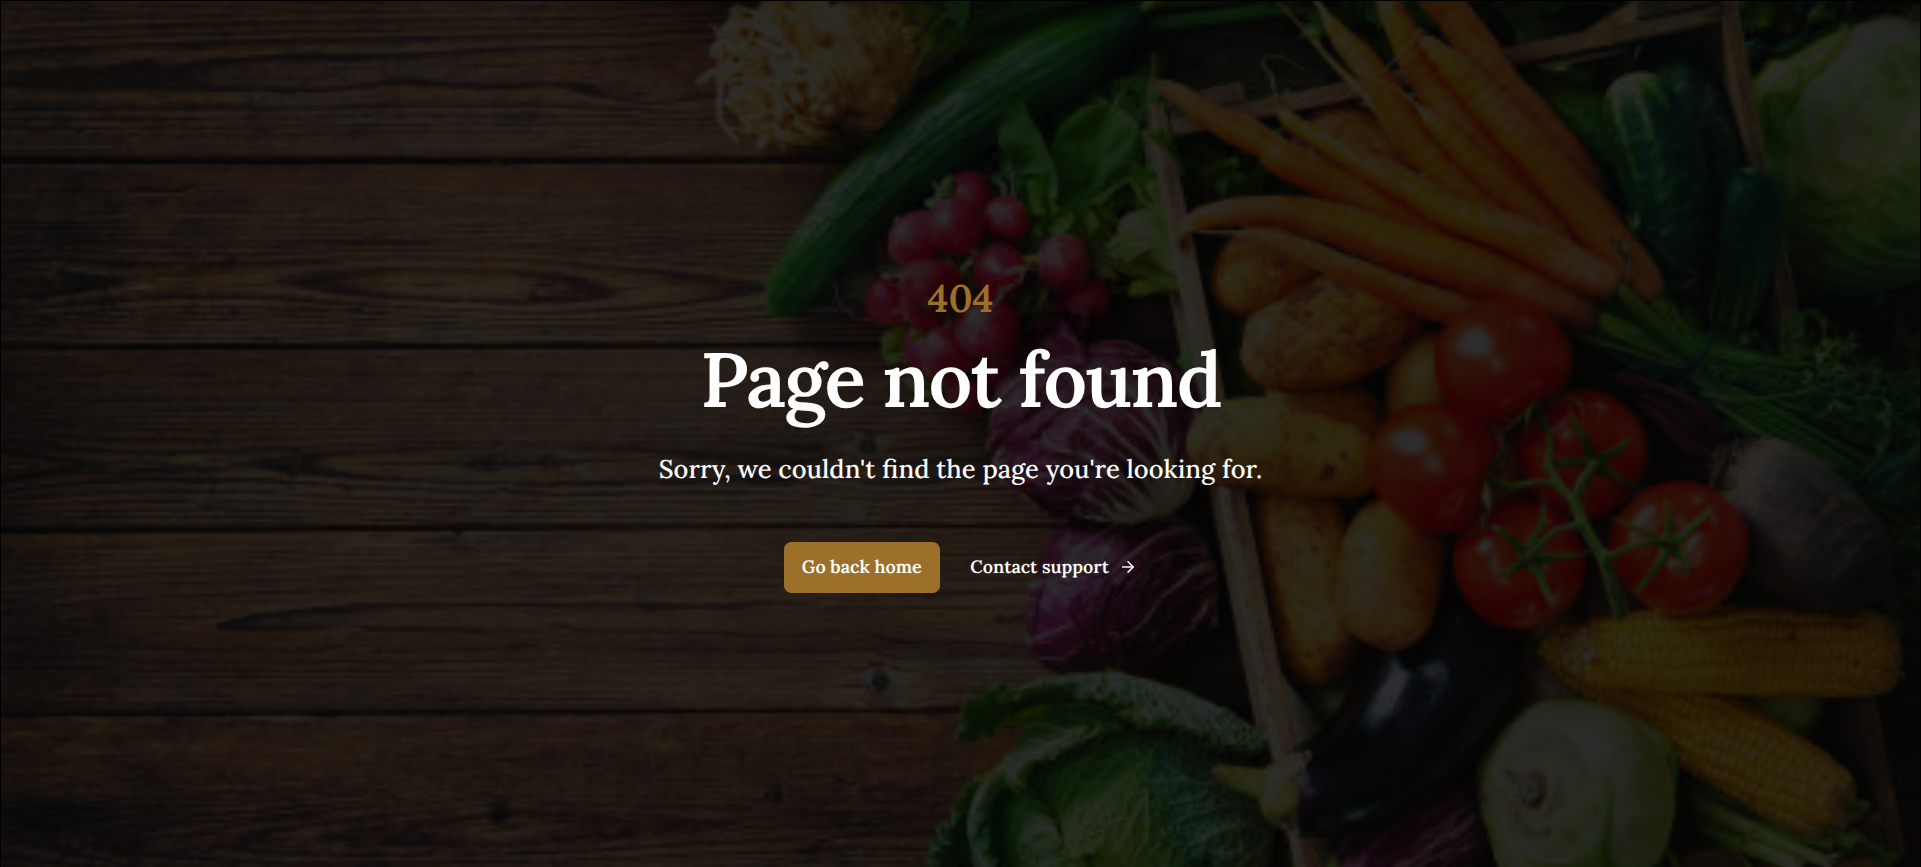 404
Page not found
Sorry, we couldn't find the page you're looking for.
Go back home
Contact support →